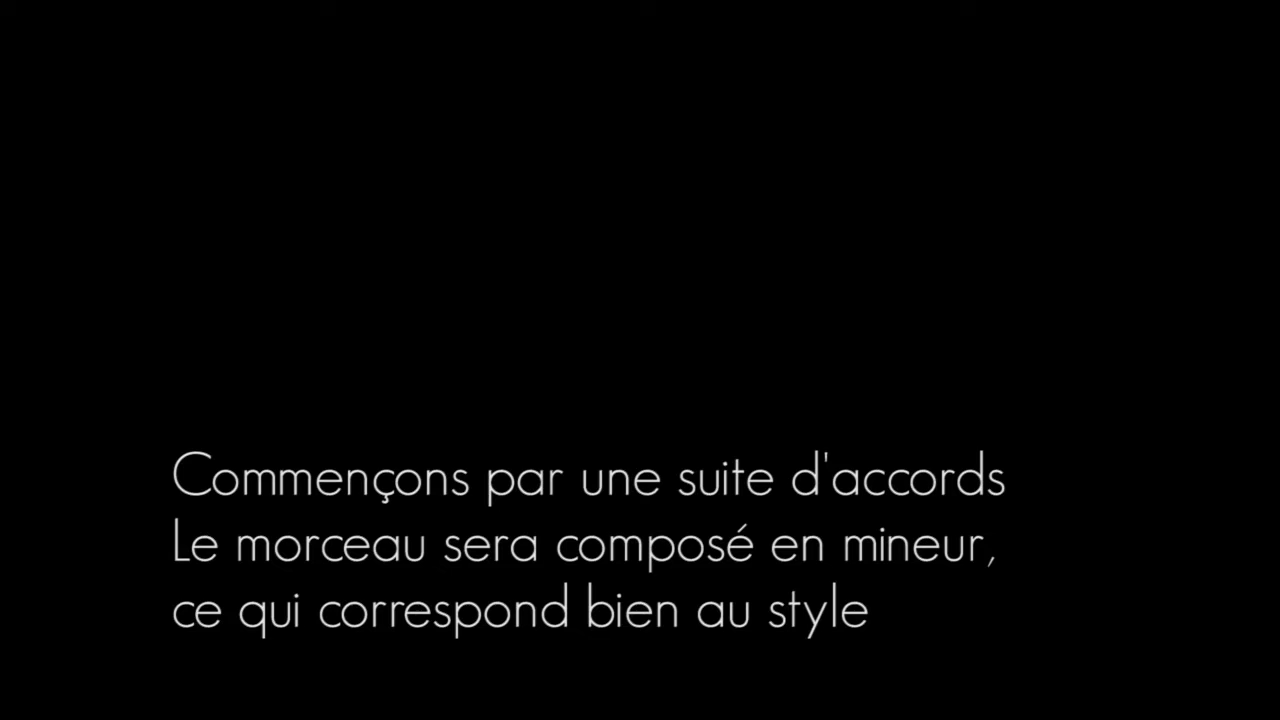 Commençons par une suite d'accords
Le morceau sera composé en mineur,
ce qui correspond bien au style